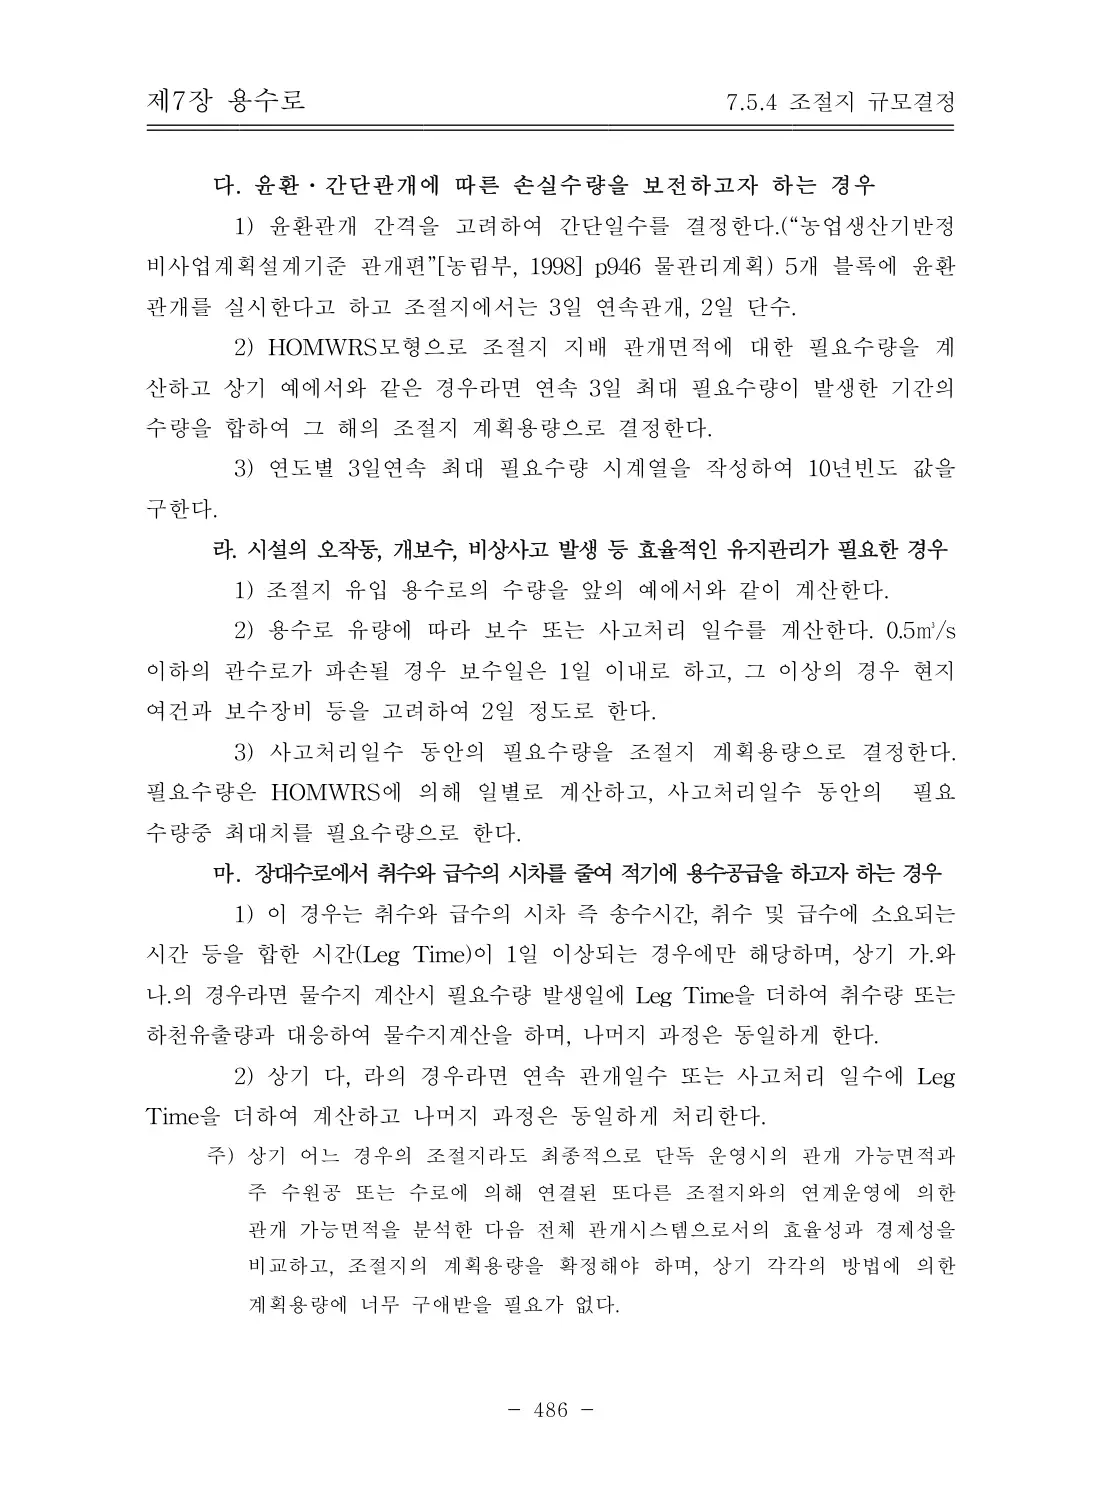 제7장 용수로
7.5.4 조절지 규모결정
다. 윤환·간단관개에 따른 손실수량을 보전하고자 하는 경우
1) 윤환관개 간격을 고려하여 간단일수를 결정한다.(“농업생산기반정
비사업계획설계기준 관개편”[농림부, 1998] p946 물관리계획) 5개 블록에 윤환
관개를 실시한다고 하고 조절지에서는 3일 연속관개, 2일 단수.
2) HOMWRS모형으로 조절지 지배 관개면적에 대한 필요수량을 계
산하고 상기 예에서와 같은 경우라면 연속 3일 최대 필요수량이 발생한 기간의
수량을 합하여 그 해의 조절지 계획용량으로 결정한다.
3) 연도별 3일연속 최대 필요수량 시계열을 작성하여 10년빈도 값을
구한다.
라. 시설의 오작동, 개보수, 비상사고 발생 등 효율적인 유지관리가 필요한 경우
1) 조절지 유입 용수로의 수량을 앞의 예에서와 같이 계산한다.
2) 용수로 유량에 따라 보수 또는 사고처리 일수를 계산한다. 0.5㎥/s
이하의 관수로가 파손될 경우 보수일은 1일 이내로 하고, 그 이상의 경우 현지
여건과 보수장비 등을 고려하여 2일 정도로 한다.
3) 사고처리일수 동안의 필요수량을 조절지 계획용량으로 결정한다.
필요수량은 HOMWRS에 의해 일별로 계산하고, 사고처리일수 동안의 필요
수량중 최대치를 필요수량으로 한다.
마. 장대수로에서 취수와 급수의 시차를 줄여 적기에 용수공급을 하고자 하는 경우
1) 이 경우는 취수와 급수의 시차 즉 송수시간, 취수 및 급수에 소요되는
시간 등을 합한 시간(Leg Time)이 1일 이상되는 경우에만 해당하며, 상기 가.와
나.의 경우라면 물수지 계산시 필요수량 발생일에 Leg Time을 더하여 취수량 또는
하천유출량과 대응하여 물수지계산을 하며, 나머지 과정은 동일하게 한다.
2) 상기 다, 라의 경우라면 연속 관개일수 또는 사고처리 일수에 Leg
Time을 더하여 계산하고 나머지 과정은 동일하게 처리한다.
주) 상기 어느 경우의 조절지라도 최종적으로 단독 운영시의 관개 가능면적과
주 수원공 또는 수로에 의해 연결된 또다른 조절지와의 연계운영에 의한
관개 가능면적을 분석한 다음 전체 관개시스템으로서의 효율성과 경제성을
비교하고, 조절지의 계획용량을 확정해야 하며, 상기 각각의 방법에 의한
계획용량에 너무 구애받을 필요가 없다.
- 486 -